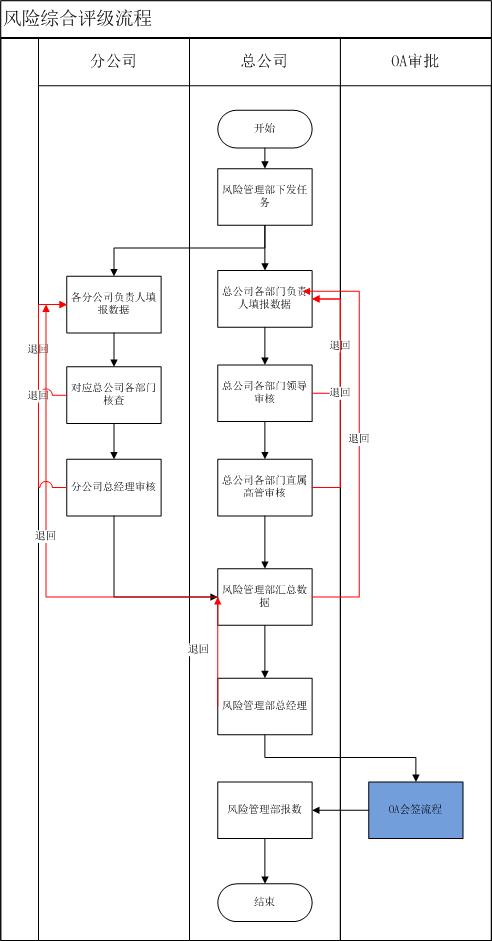 风险综合评级流程
分公司
总公司
OA审批
开始
风险管理部下发任
务
各分公司负责人填
报数据
总公司各部门负责
人填报数据
退回
退回
对应总公司各部门
核查
总公司各部门领导
审核
退回
退回
退回
分公司总经理审核
总公司各部门直属
高管审核
退回
风险管理部汇总数
据
退回
风险管理部总经理
风险管理部报数
OA会签流程
结束